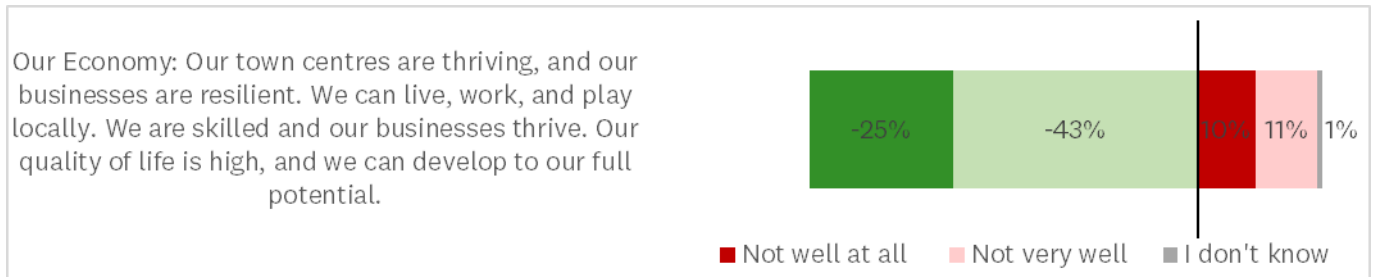 Our Economy: Our town centres are thriving, and our
businesses are resilient. We can live, work, and play
locally. We are skilled and our businesses thrive. Our
quality of life is high, and we can develop to our full
potential.
-25% -43% 10% 11% 1%
Not well at all Not very well I don't know